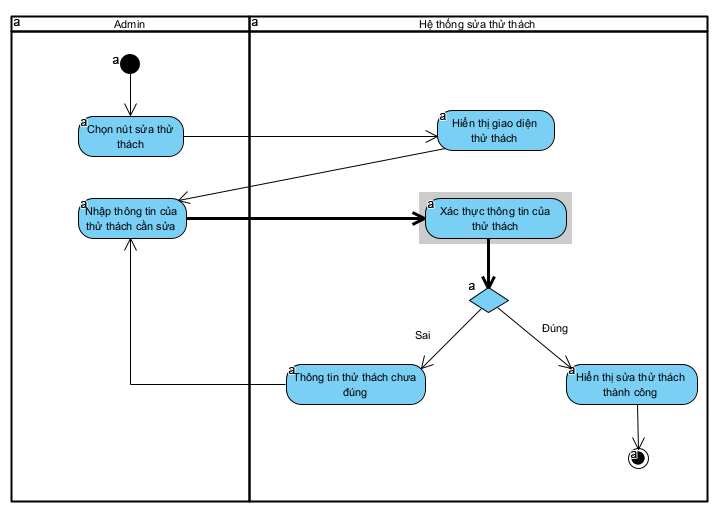 a
Admin
a
Hệ thống sửa thử thách
a
a
Chọn nút sửa thử
thách
a
Hiển thị giao diện
thử thách
a
Nhập thông tin của
thử thách cần sửa
a
Xác thực thông tin của
thử thách
a
Sai
Đúng
a
Thông tin thử thách chưa
đúng
a
Hiển thị sửa thử thách
thành công
a